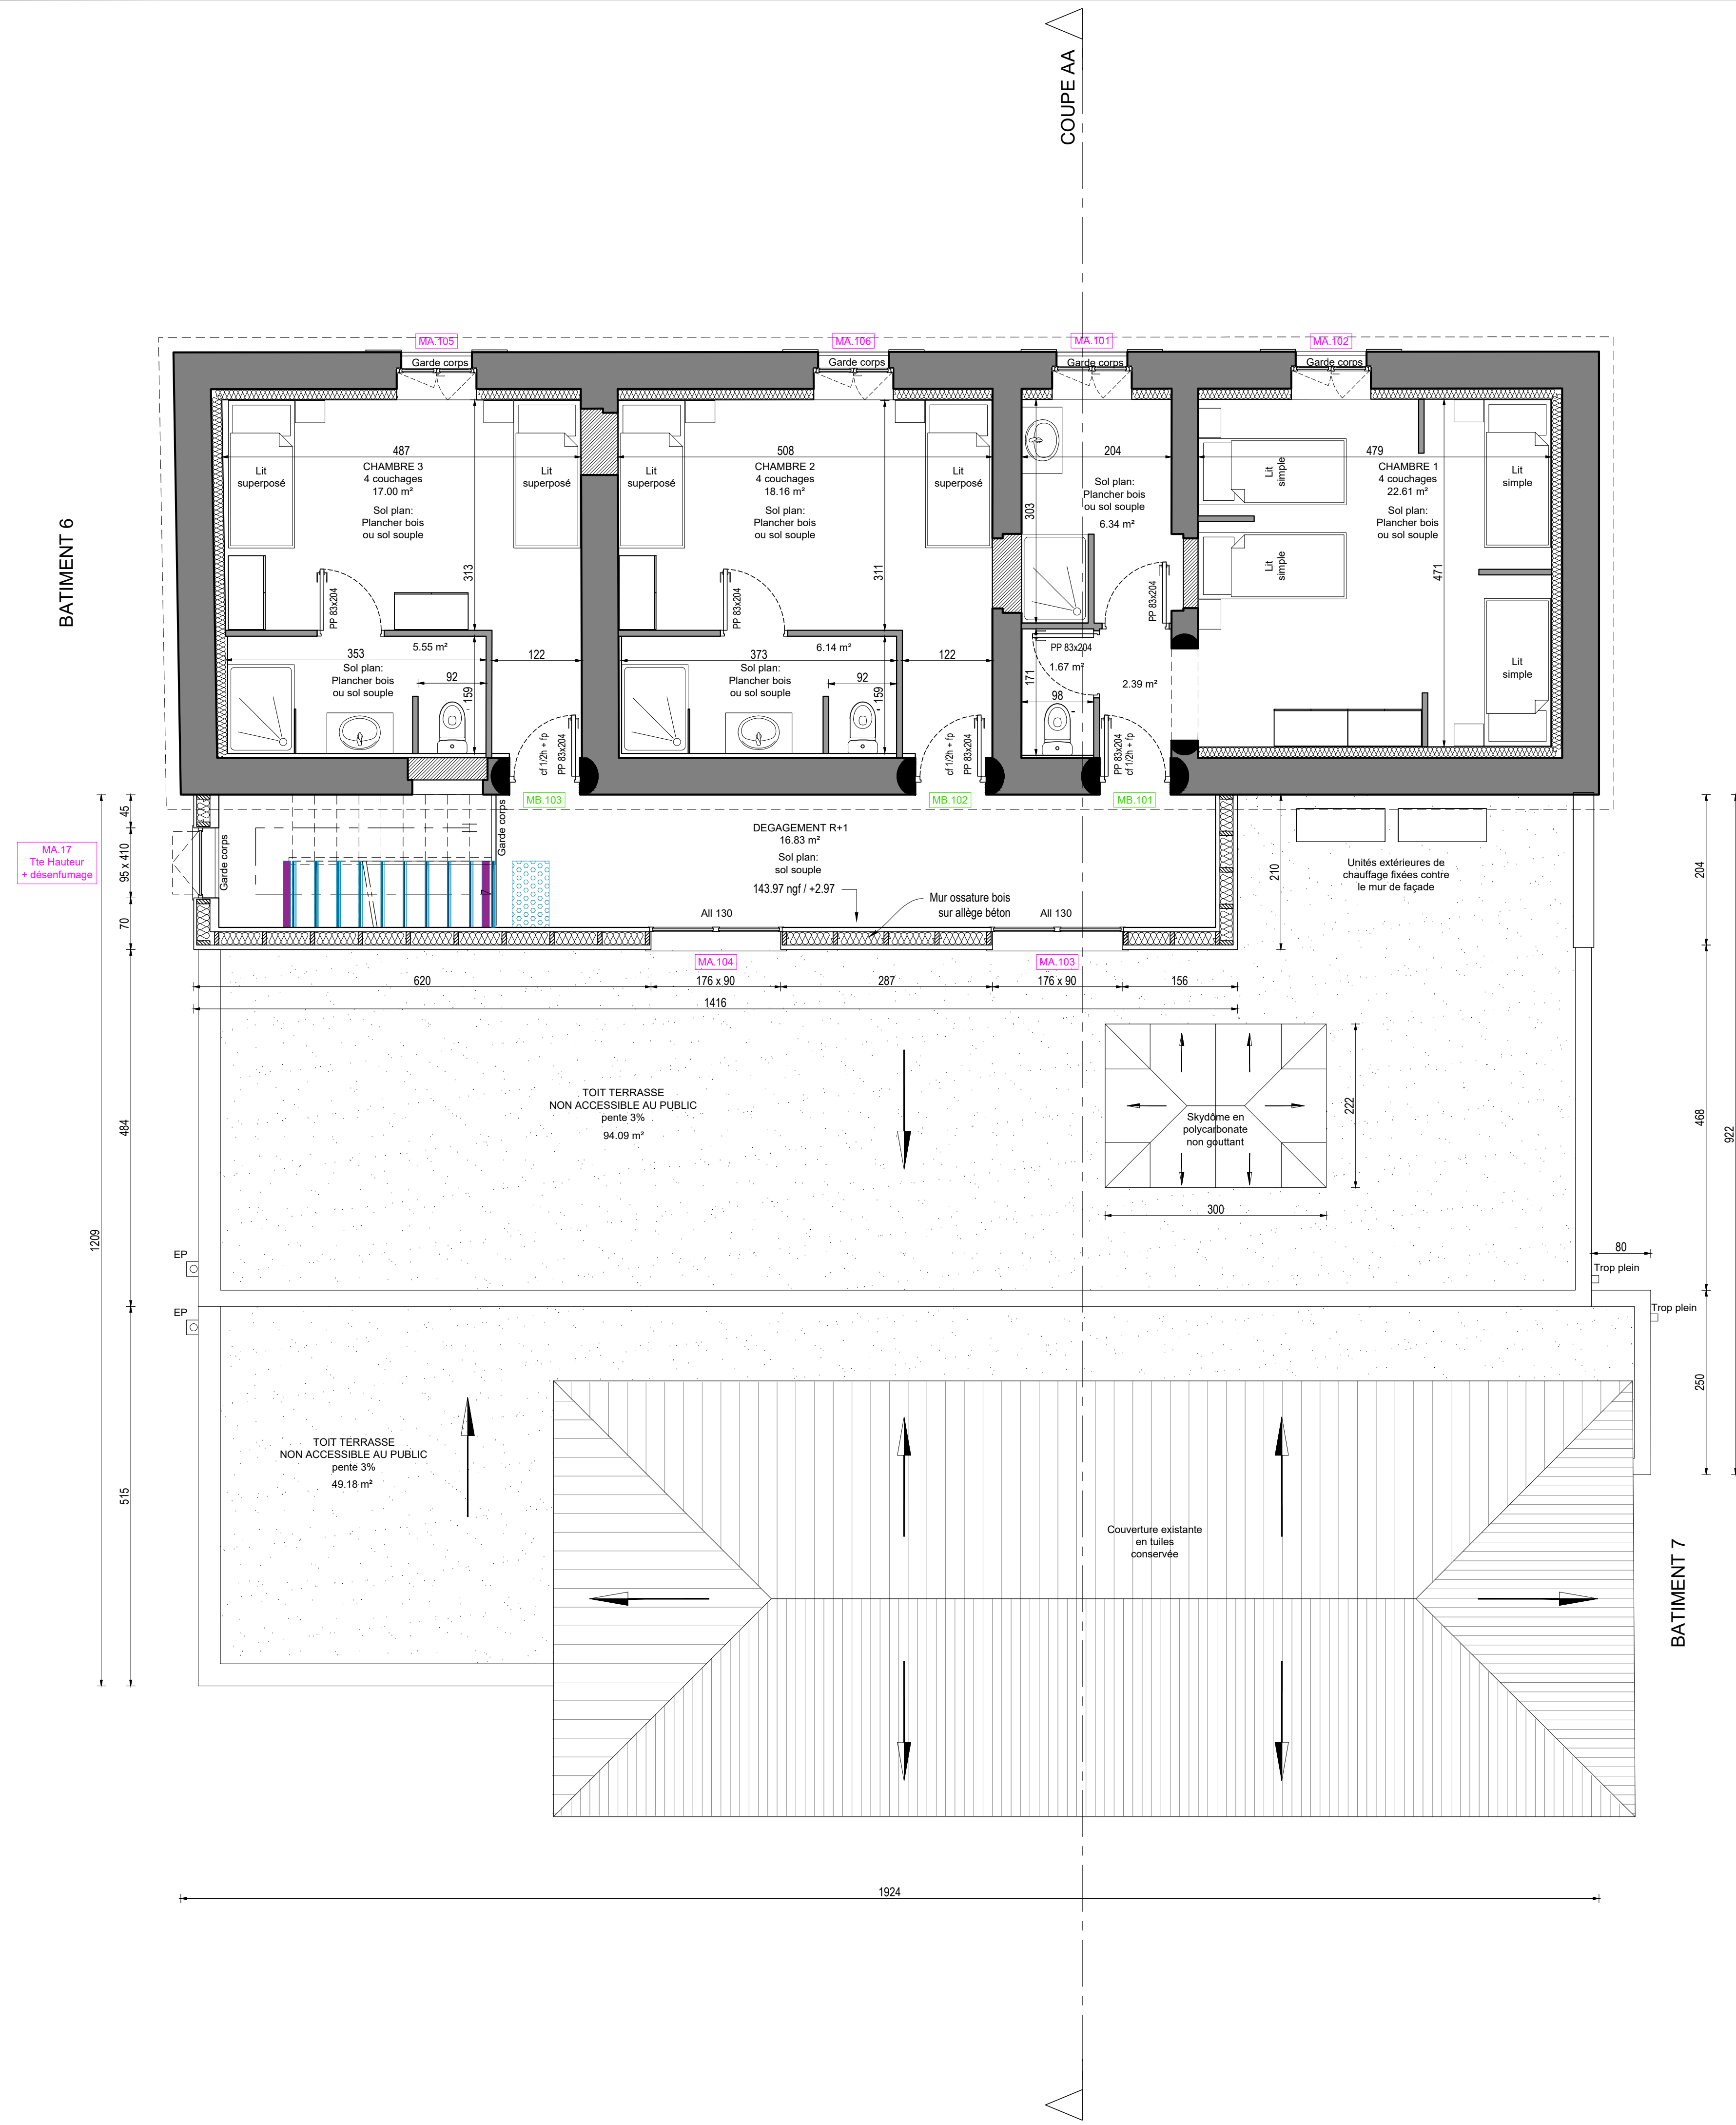 COUPE AA
BATIMENT 6
MA.105
MA.106
MA.101
MA.102
Garde corps
Garde corps
Garde corps
Garde corps
487
CHAMBRE 3
4 couchages
17.00 m²
Sol plan:
Plancher bois
ou sol souple
Lit
superposé
Lit
superposé
313
PP 83x204
508
CHAMBRE 2
4 couchages
18.16 m²
Sol plan:
Plancher bois
ou sol souple
Lit
superposé
Lit
superposé
311
PP 83x204
204
Sol plan:
Plancher bois
ou sol souple
6.34 m²
303
PP 83x204
479
CHAMBRE 1
4 couchages
22.61 m²
Sol plan:
Plancher bois
ou sol souple
Lit
simple
Lit
simple
Lit
simple
Lit
simple
471
5.55 m²
353
Sol plan:
Plancher bois
ou sol souple
92
159
122
cf 1/2h + fp
PP 83x204
6.14 m²
373
Sol plan:
Plancher bois
ou sol souple
92
159
122
cf 1/2h + fp
PP 83x204
PP 83x204
1.67 m²
171
98
2.39 m²
PP 83x204
cf 1/2h + fp
MB.103
MB.102
MB.101
MA.17
Tte Hauteur
+ désenfumage
45
95 x 410
70
Garde corps
Garde corps
DEGAGEMENT R+1
16.83 m²
Sol plan:
sol souple
143.97 ngf / +2.97
Mur ossature bois
sur allège béton
All 130
All 130
210
Unités extérieures de
chauffage fixées contre
le mur de façade
204
MA.104
MA.103
620
176 x 90
287
176 x 90
156
1416
484
TOIT TERRASSE
NON ACCESSIBLE AU PUBLIC
pente 3%
94.09 m²
Skydôme en
polycarbonate
non gouttant
222
300
468
922
1209
EP
EP
80
Trop plein
Trop plein
250
515
TOIT TERRASSE
NON ACCESSIBLE AU PUBLIC
pente 3%
49.18 m²
Couverture existante
en tuiles
conservée
BATIMENT 7
1924